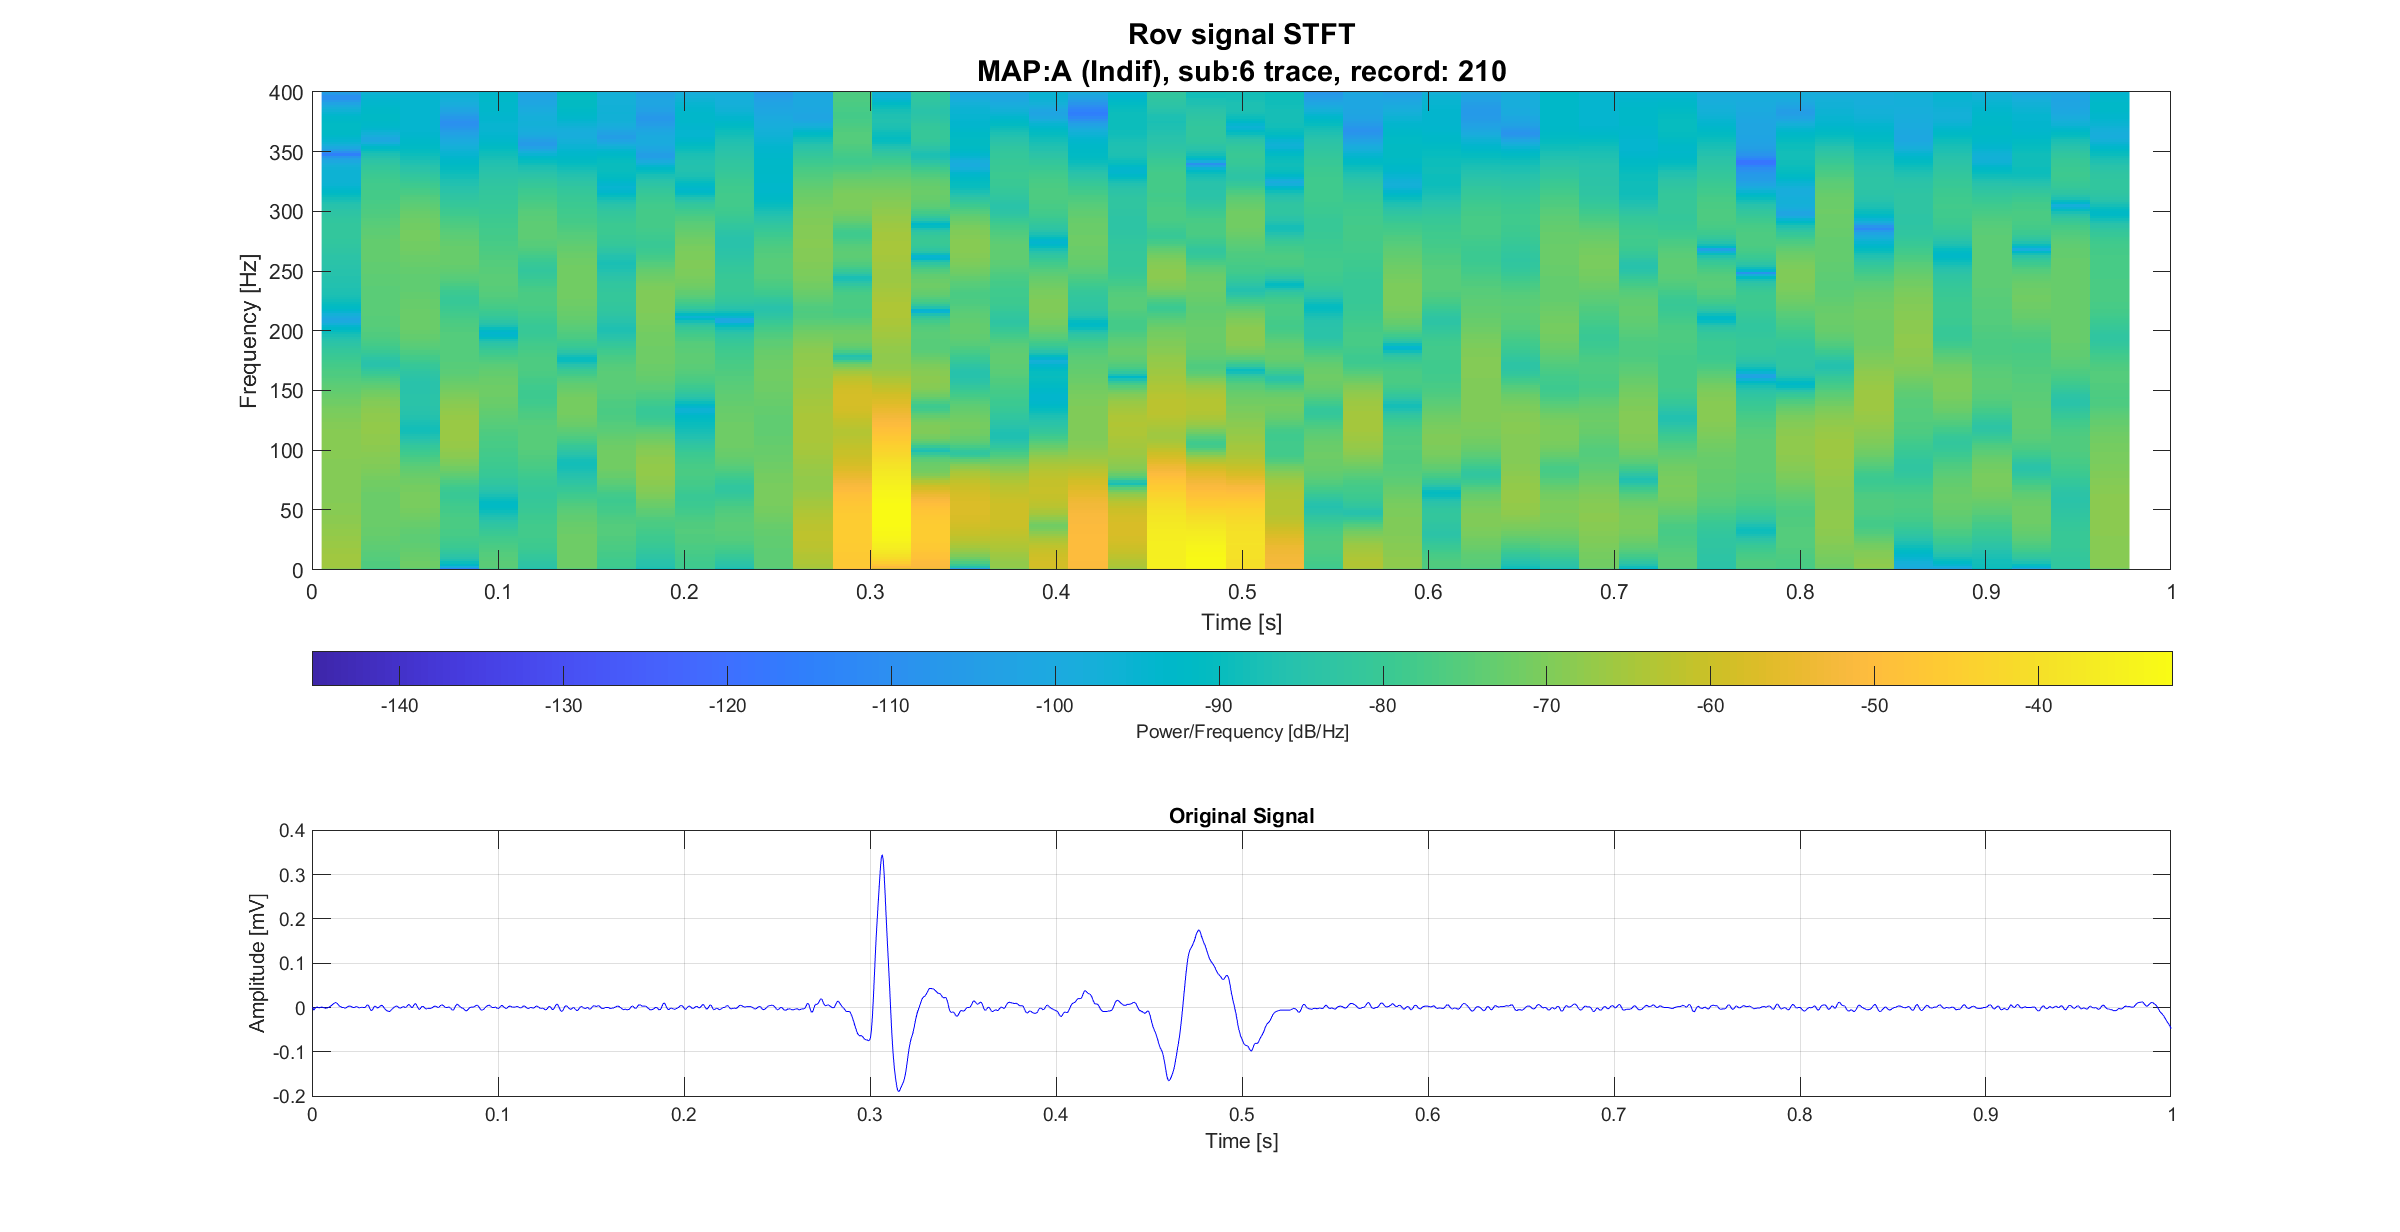 Rov signal STFT
MAP:A (Indif), sub:6 trace, record: 210
400
350
300
250
200
150
100
50
0
Frequency [Hz]
0 0.1 0.2 0.3 0.4 0.5 0.6 0.7 0.8 0.9 1
Time [s]
-140 -130 -120 -110 -100 -90 -80 -70 -60 -50 -40
Power/Frequency [dB/Hz]
Original Signal
0.4
0.3
0.2
0.1
0
-0.1
-0.2
Amplitude [mV]
0 0.1 0.2 0.3 0.4 0.5 0.6 0.7 0.8 0.9 1
Time [s]